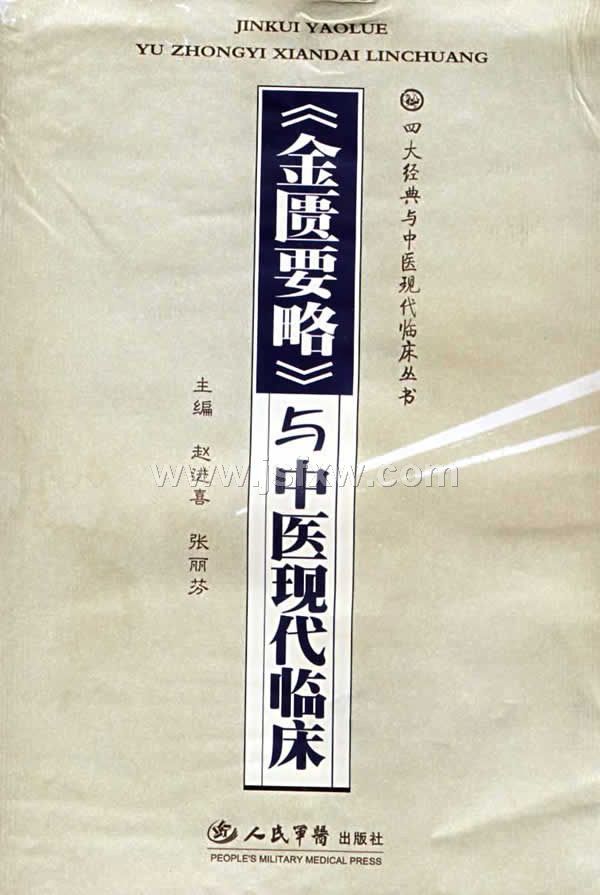 JINKUI YAOLUE
YU ZHONGYI XIANDAI LINCHUANG
四大经典与中医现代临床丛书
《金匮要略》与中医现代临床
主编 赵进喜 张丽芬
www.jsfxw.com
人民军醫 出版社
PEOPLE'S MILITARY MEDICAL PRESS